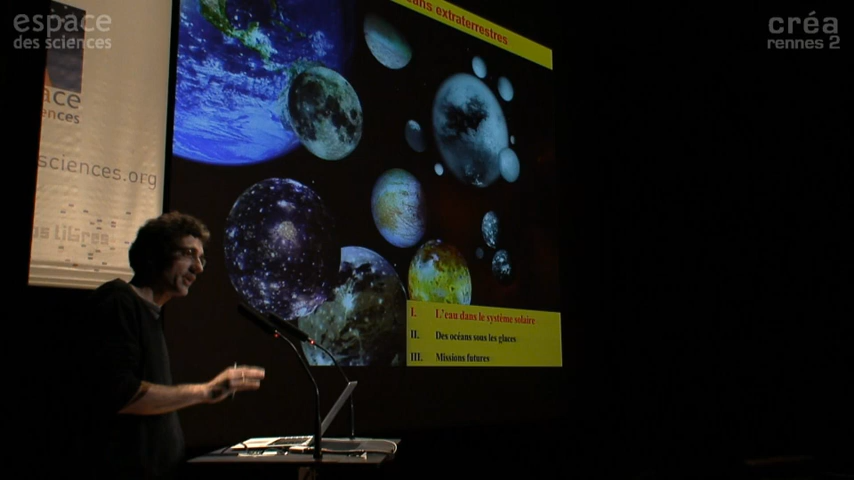 espace
des sciences
créa
rennes 2
extraterrestres
ace
ences
sciences.org
libres
I. L'eau dans le système solaire
II. Des océans sous les glaces
III. Missions futures